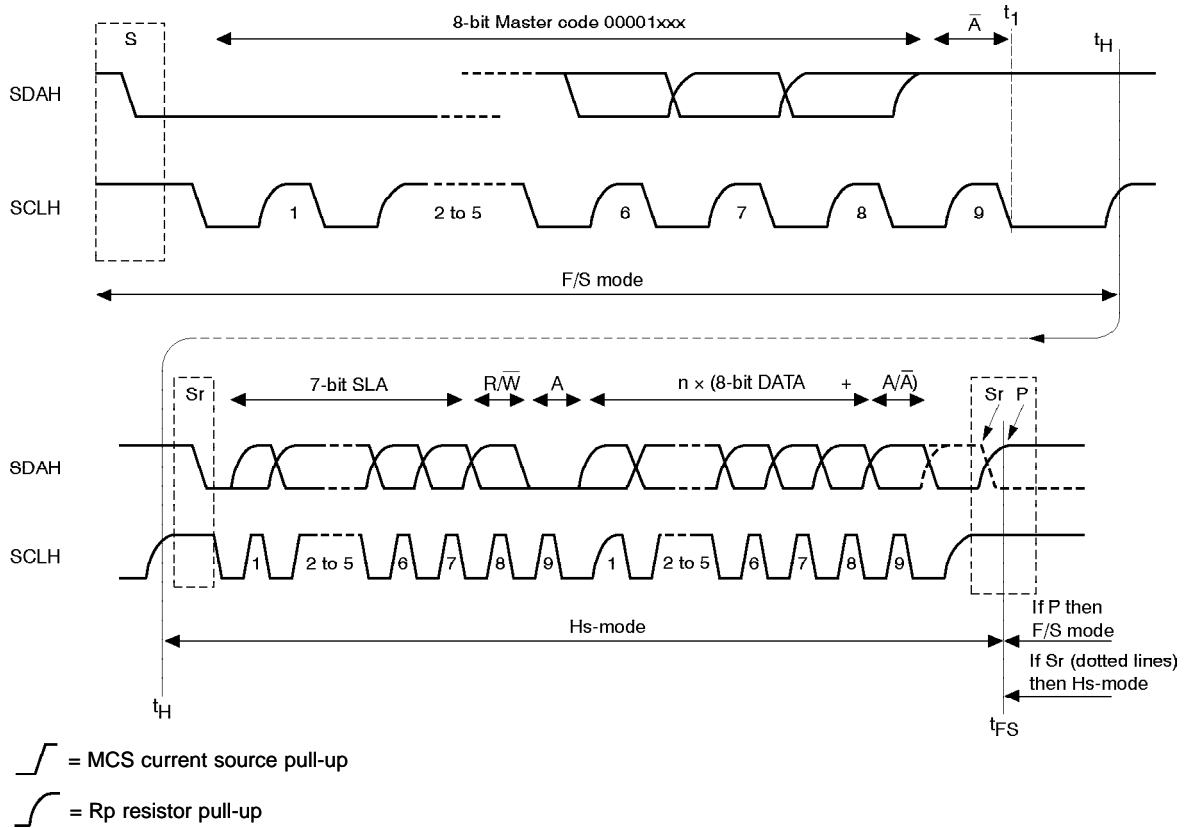 S 8-bit Master code 00001xxx A̅ t1
tH
SDAH
SCLH 1 2 to 5 6 7 8 9
F/S mode
Sr 7-bit SLA R/W̅ A n × (8-bit DATA + A/A̅) Sr P
SDAH
SCLH 1 2 to 5 6 7 8 9 1 2 to 5 6 7 8 9
If P then
Hs-mode F/S mode
If Sr (dotted lines)
then Hs-mode
tH tFS
= MCS current source pull-up
= Rp resistor pull-up